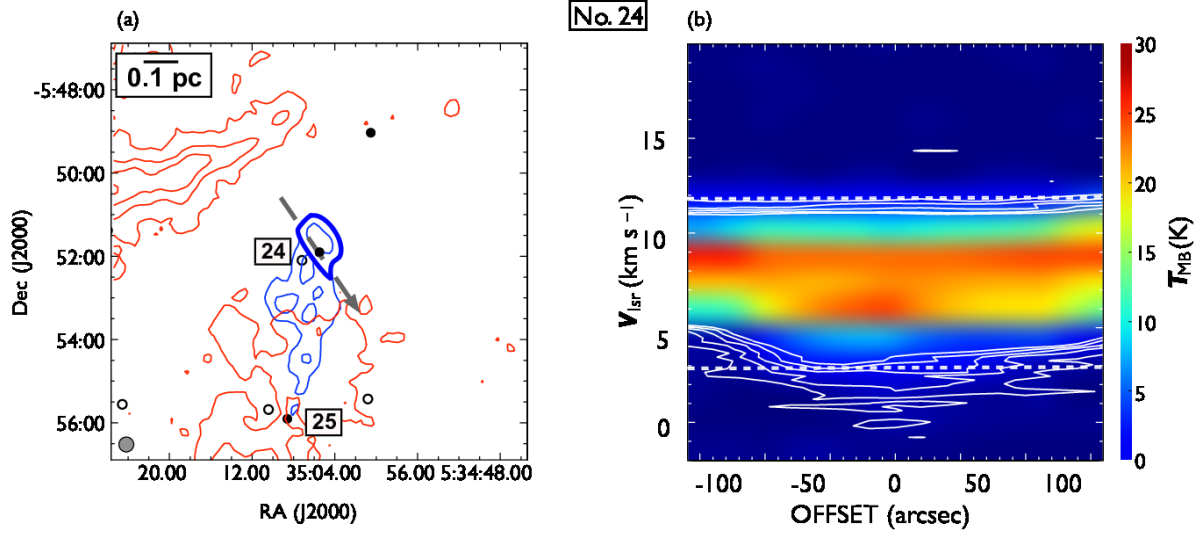 No. 24
(a)
(b)
0.1 pc
-5:48:00
50:00
52:00
54:00
56:00
Dec (J2000)
24
25
20.00 12.00 35:04.00 56.00 5:34:48.00
RA (J2000)
15
10
5
0
Vlsr (km s⁻¹)
-100 -50 0 50 100
OFFSET (arcsec)
30
25
20
15
10
5
0
TMB(K)